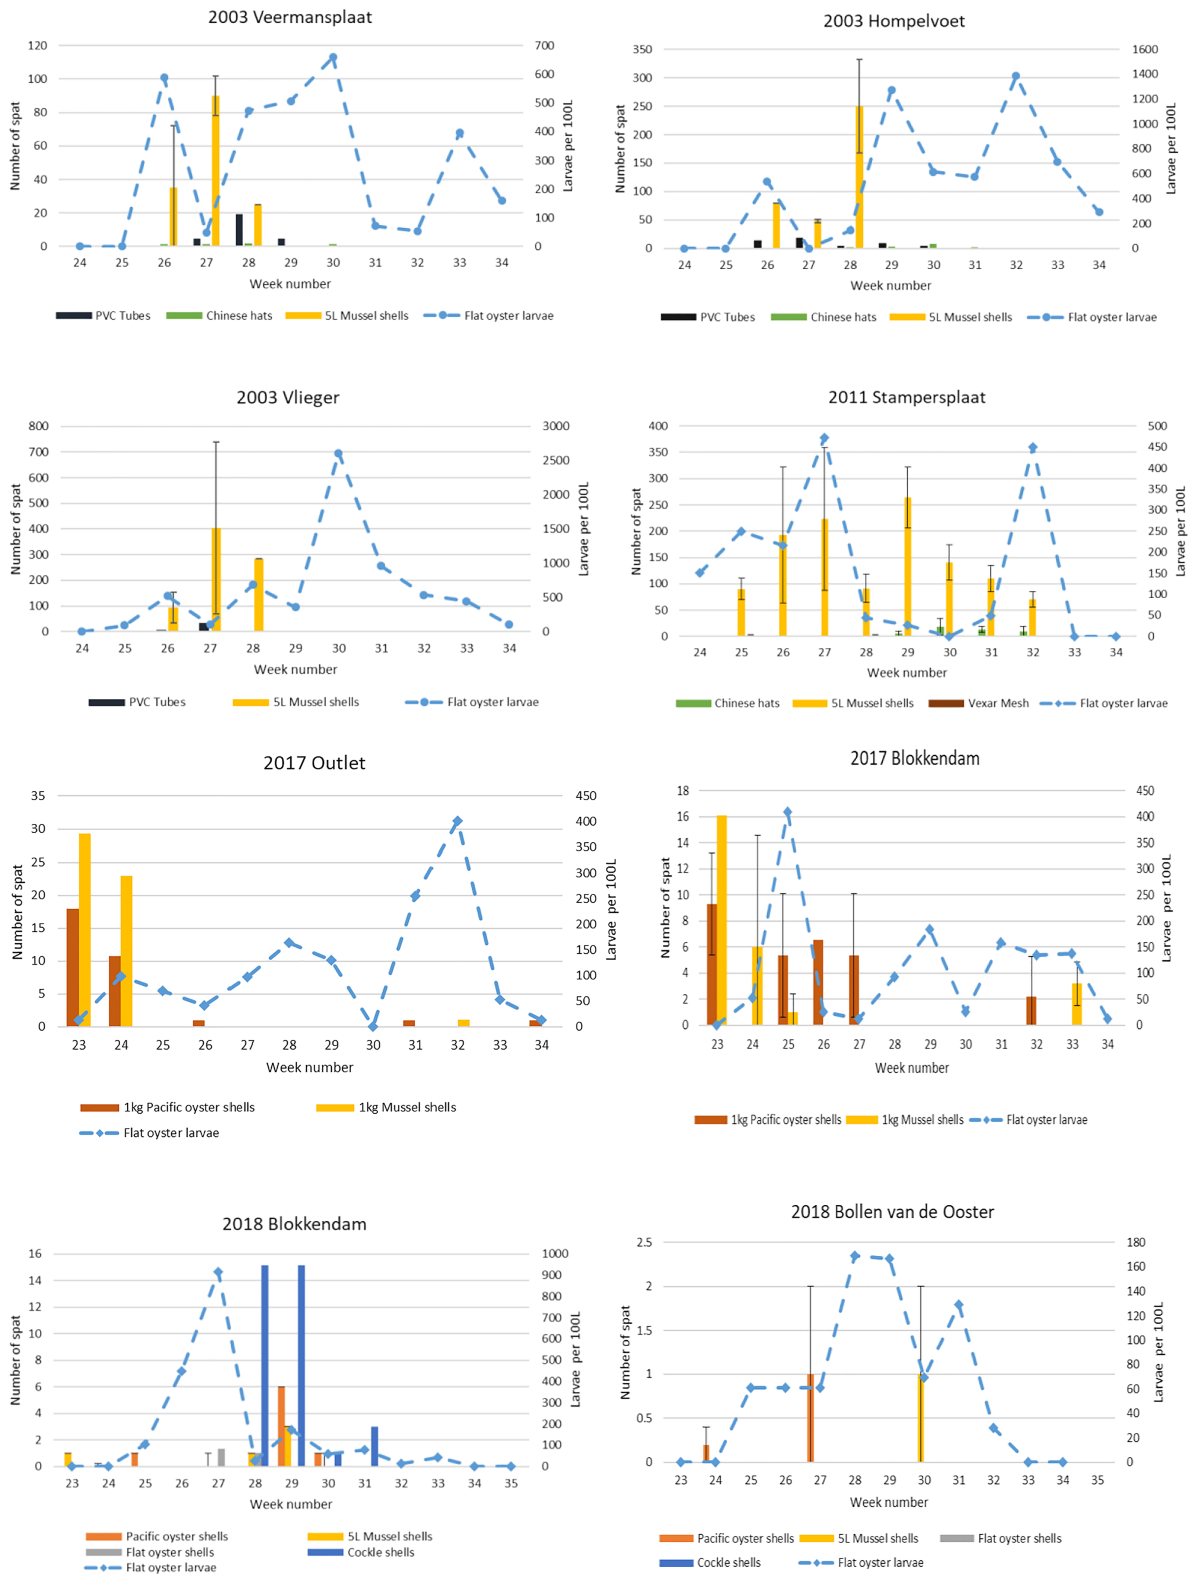 2003 Veermansplaat
120
100
80
60
40
20
0
Number of spat
700
600
500
400
300
200
100
0
Larvae per 100L
24 25 26 27 28 29 30 31 32 33 34
Week number
PVC Tubes Chinese hats 5L Mussel shells Flat oyster larvae
2003 Hompelvoet
350
300
250
200
150
100
50
0
Number of spat
1600
1400
1200
1000
800
600
400
200
0
Larvae per 100L
24 25 26 27 28 29 30 31 32 33 34
Week number
PVC Tubes Chinese hats 5L Mussel shells Flat oyster larvae
2003 Vlieger
800
700
600
500
400
300
200
100
0
Number of spat
3000
2500
2000
1500
1000
500
0
Larvae per 100L
24 25 26 27 28 29 30 31 32 33 34
Week number
PVC Tubes 5L Mussel shells Flat oyster larvae
2011 Stampersplaat
400
350
300
250
200
150
100
50
0
Number of spat
500
450
400
350
300
250
200
150
100
50
0
Larvae per 100L
24 25 26 27 28 29 30 31 32 33 34
Week number
Chinese hats 5L Mussel shells Vexar Mesh Flat oyster larvae
2017 Outlet
35
30
25
20
15
10
5
0
Number of spat
450
400
350
300
250
200
150
100
50
0
Larvae per 100L
23 24 25 26 27 28 29 30 31 32 33 34
Week number
1kg Pacific oyster shells 1kg Mussel shells
Flat oyster larvae
2017 Blokkendam
18
16
14
12
10
8
6
4
2
0
Number of spat
450
400
350
300
250
200
150
100
50
0
Larvae per 100L
23 24 25 26 27 28 29 30 31 32 33 34
Week number
1kg Pacific oyster shells 1kg Mussel shells Flat oyster larvae
2018 Blokkendam
16
14
12
10
8
6
4
2
0
Number of spat
1000
900
800
700
600
500
400
300
200
100
0
Larvae per 100L
23 24 25 26 27 28 29 30 31 32 33 34 35
Week number
Pacific oyster shells 5L Mussel shells
Flat oyster shells Cockle shells
Flat oyster larvae
2018 Bollen van de Ooster
2.5
2
1.5
1
0.5
0
Number of spat
180
160
140
120
100
80
60
40
20
0
Larvae per 100L
23 24 25 26 27 28 29 30 31 32 33 34 35
Week number
Pacific oyster shells 5L Mussel shells Flat oyster shells
Cockle shells Flat oyster larvae